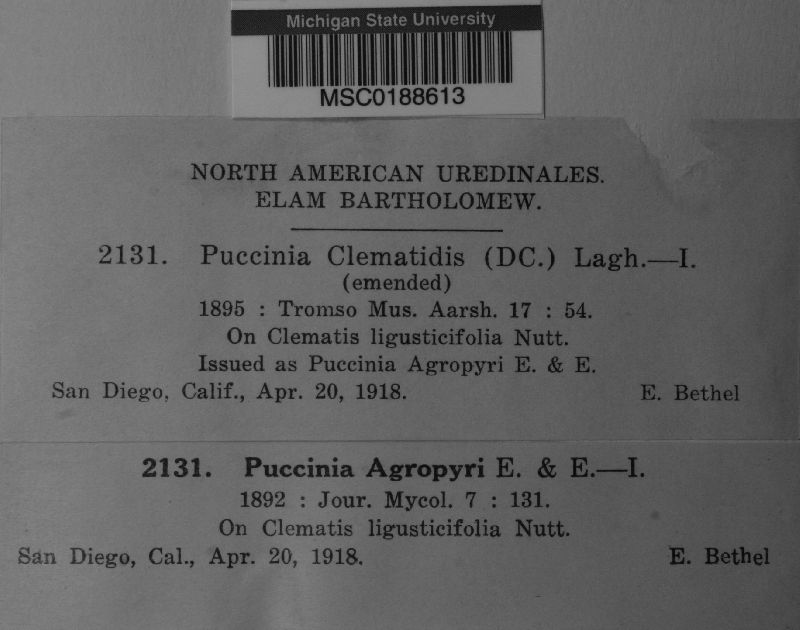 Michigan State University
MSC0188613
NORTH AMERICAN UREDINALES.
ELAM BARTHOLOMEW.
2131. Puccinia Clematidis (DC.) Lagh.—I.
(emended)
1895 : Tromso Mus. Aarsh. 17 : 54.
On Clematis ligusticifolia Nutt.
Issued as Puccinia Agropyri E. & E.
San Diego, Calif., Apr. 20, 1918. E. Bethel
2131. Puccinia Agropyri E. & E.—I.
1892 : Jour. Mycol. 7 : 131.
On Clematis ligusticifolia Nutt.
San Diego, Cal., Apr. 20, 1918. E. Bethel